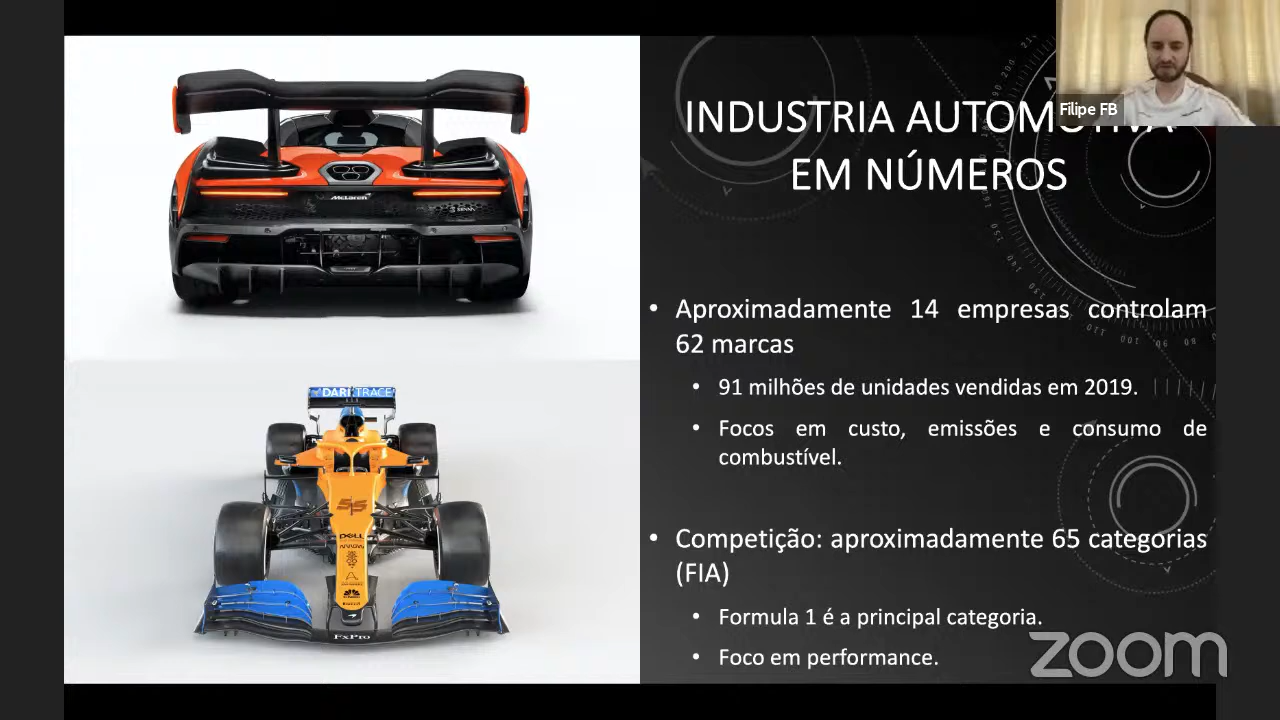 Filipe FB
INDUSTRIA AUTOMOTIVA
EM NÚMEROS
• Aproximadamente 14 empresas controlam
62 marcas
• 91 milhões de unidades vendidas em 2019.
• Focos em custo, emissões e consumo de
combustível.
• Competição: aproximadamente 65 categorias
(FIA)
• Formula 1 é a principal categoria.
• Foco em performance.
McLaren
DARKTRACE
55
DELL
FxPro
zoom